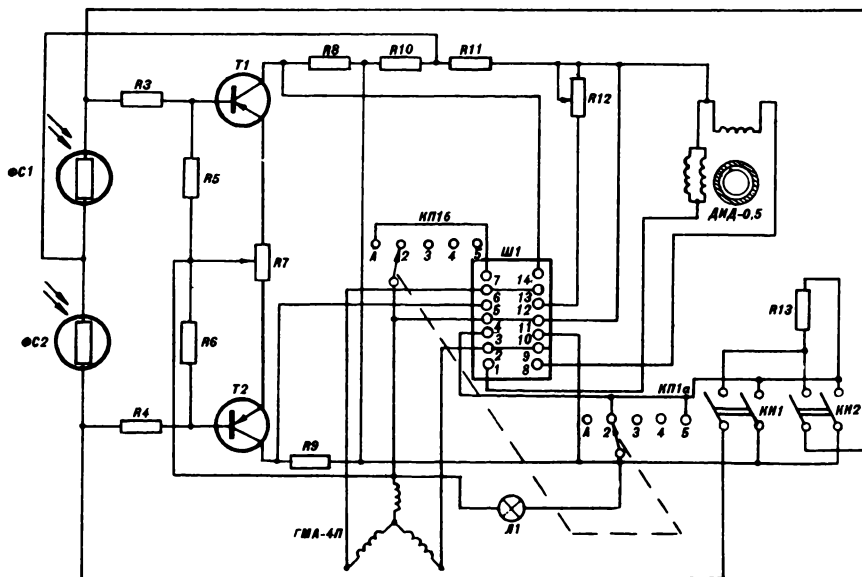 R8 R10 R11
T1
R3
R12
ФС1
R5
ДИД-0,5
КП1б
А 2 3 4 5
Ш1
R7
7 14
6 13
5 12
4 11
3 10
2 9
1 8
R13
ФС2
R6
T2
КП1а
А 2 3 4 5
КН1
КН2
R4
R9
Л1
ГМА-4П